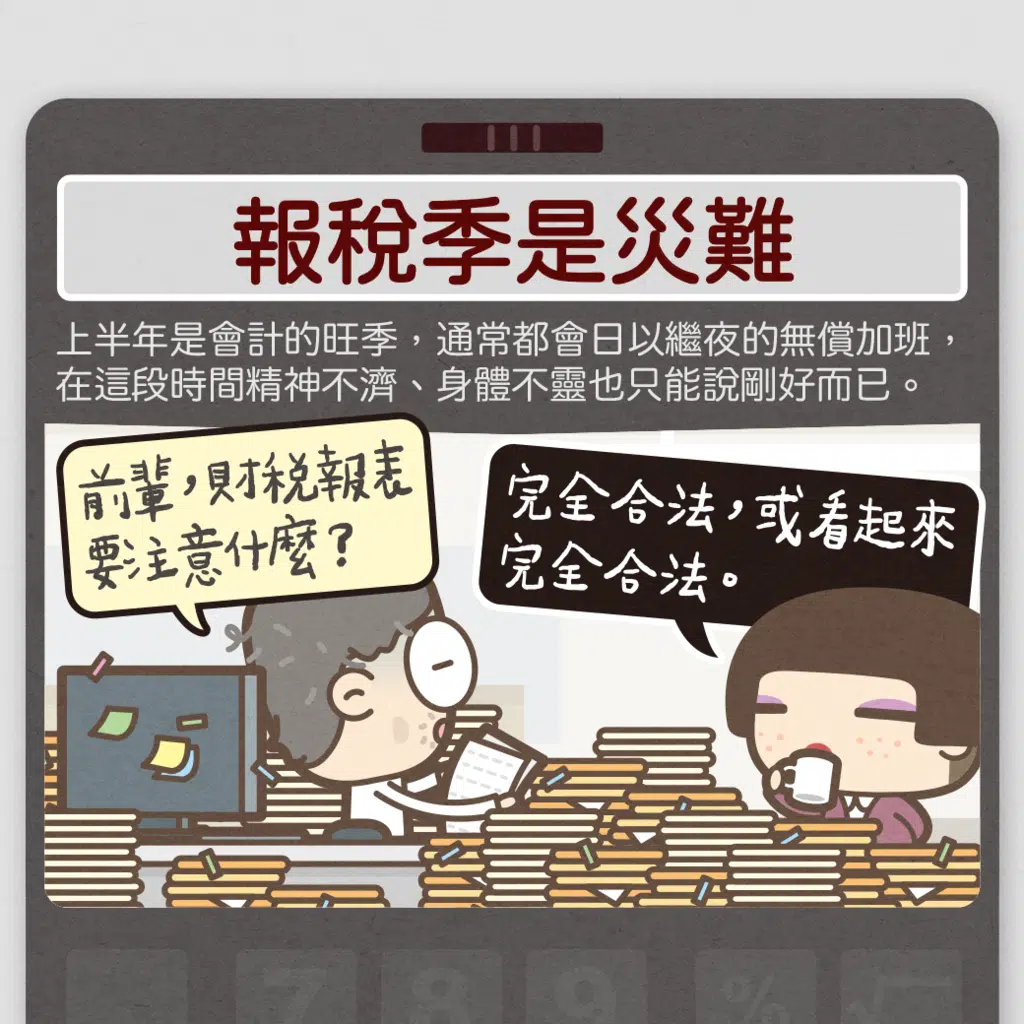 報稅季是災難
上半年是會計的旺季，通常都會日以繼夜的無償加班，
在這段時間精神不濟、身體不靈也只能說剛好而已。
前輩，財稅報表
要注意什麼？
完全合法，或看起來
完全合法。
7 8 9 % √